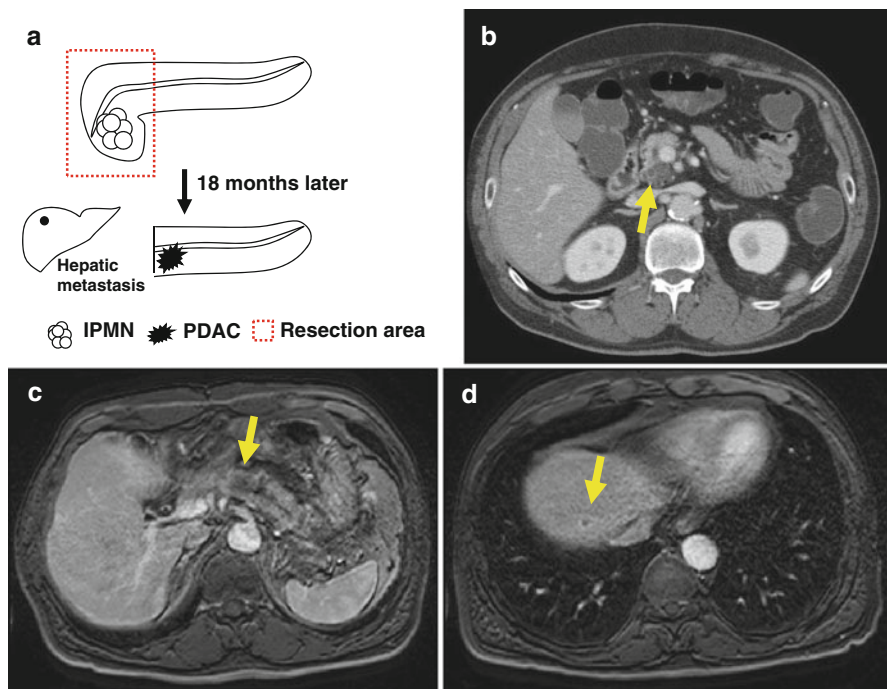 a
18 months later
Hepatic
metastasis
IPMN PDAC Resection area
b
c
d